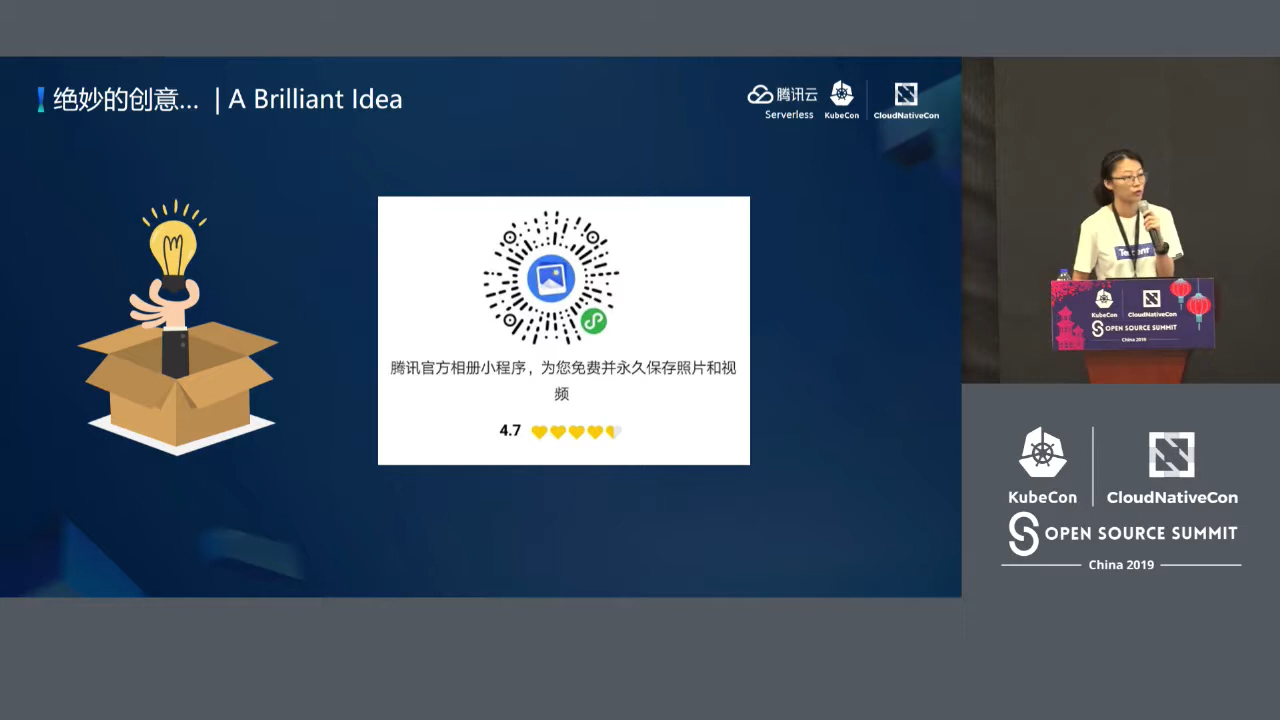 绝妙的创意... | A Brilliant Idea
腾讯云
Serverless
KubeCon
CloudNativeCon
腾讯官方相册小程序，为您免费并永久保存照片和视
频
4.7
Tencent
KubeCon
CloudNativeCon
OPEN SOURCE SUMMIT
China 2019
KubeCon
CloudNativeCon
OPEN SOURCE SUMMIT
China 2019